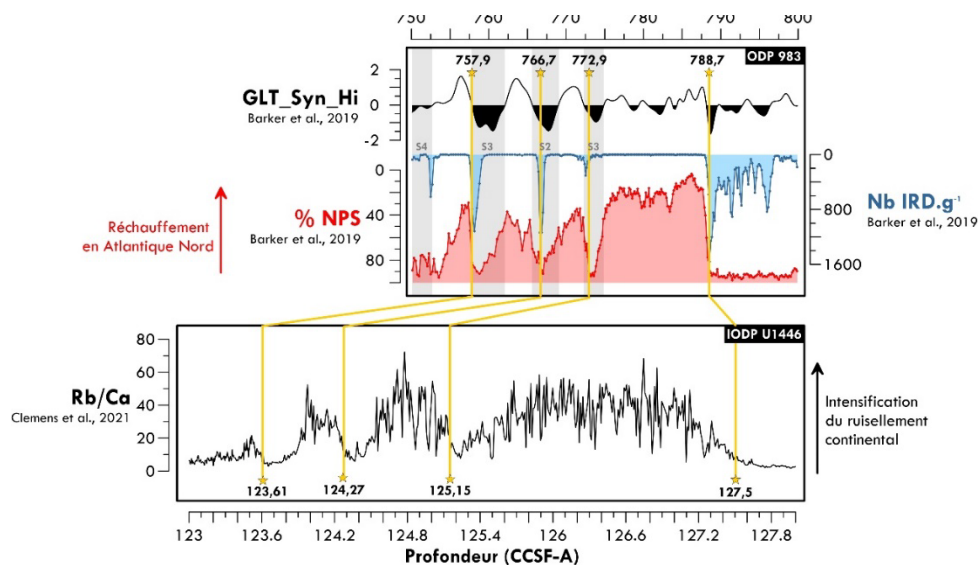 750 760 770 780 790 800
ODP 983
757,9 766,7 772,9 788,7
2
0
-2
GLT_Syn_Hi
Barker et al., 2019
S4 S3 S2 S3
0
40
80
% NPS
Barker et al., 2019
Réchauffement
en Atlantique Nord
0
800
1600
Nb IRD.g⁻¹
Barker et al., 2019
IODP U1446
80
60
40
20
0
Rb/Ca
Clemens et al., 2021
Intensification
du ruisellement
continental
123,61 124,27 125,15 127,5
123 123.6 124.2 124.8 125.4 126 126.6 127.2 127.8
Profondeur (CCSF-A)